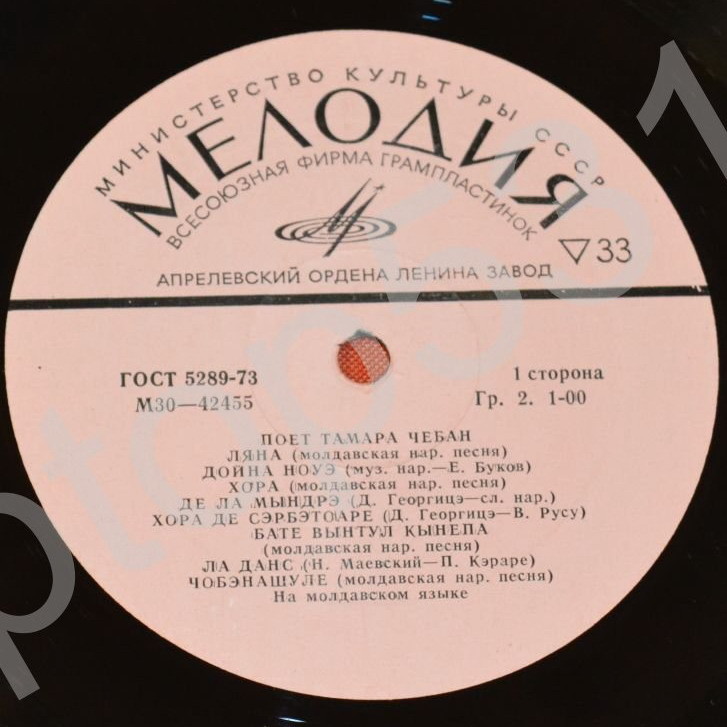 МИНИСТЕРСТВО КУЛЬТУРЫ СССР
МЕЛОДИЯ
ВСЕСОЮЗНАЯ ФИРМА ГРАМПЛАСТИНОК
▽33
АПРЕЛЕВСКИЙ ОРДЕНА ЛЕНИНА ЗАВОД
ГОСТ 5289-73
М30—42455
1 сторона
Гр. 2. 1-00
ПОЕТ ТАМАРА ЧЕБАН
ЛЯНА (молдавская нар. песня)
ДОЙНА НОУЭ (муз. нар.—Е. Буков)
ХОРА (молдавская нар. песня)
ДЕ ЛА МЫНДРЭ (Д. Георгицэ—сл. нар.)
ХОРА ДЕ СЭРБЭТОАРЕ (Д. Георгицэ—В. Русу)
БАТЕ ВЫНТУЛ КЫНЕПА
(молдавская нар. песня)
ЛА ДАНС (Н. Маевский—П. Кэраре)
ЧОБЭНАШУЛЕ (молдавская нар. песня)
На молдавском языке